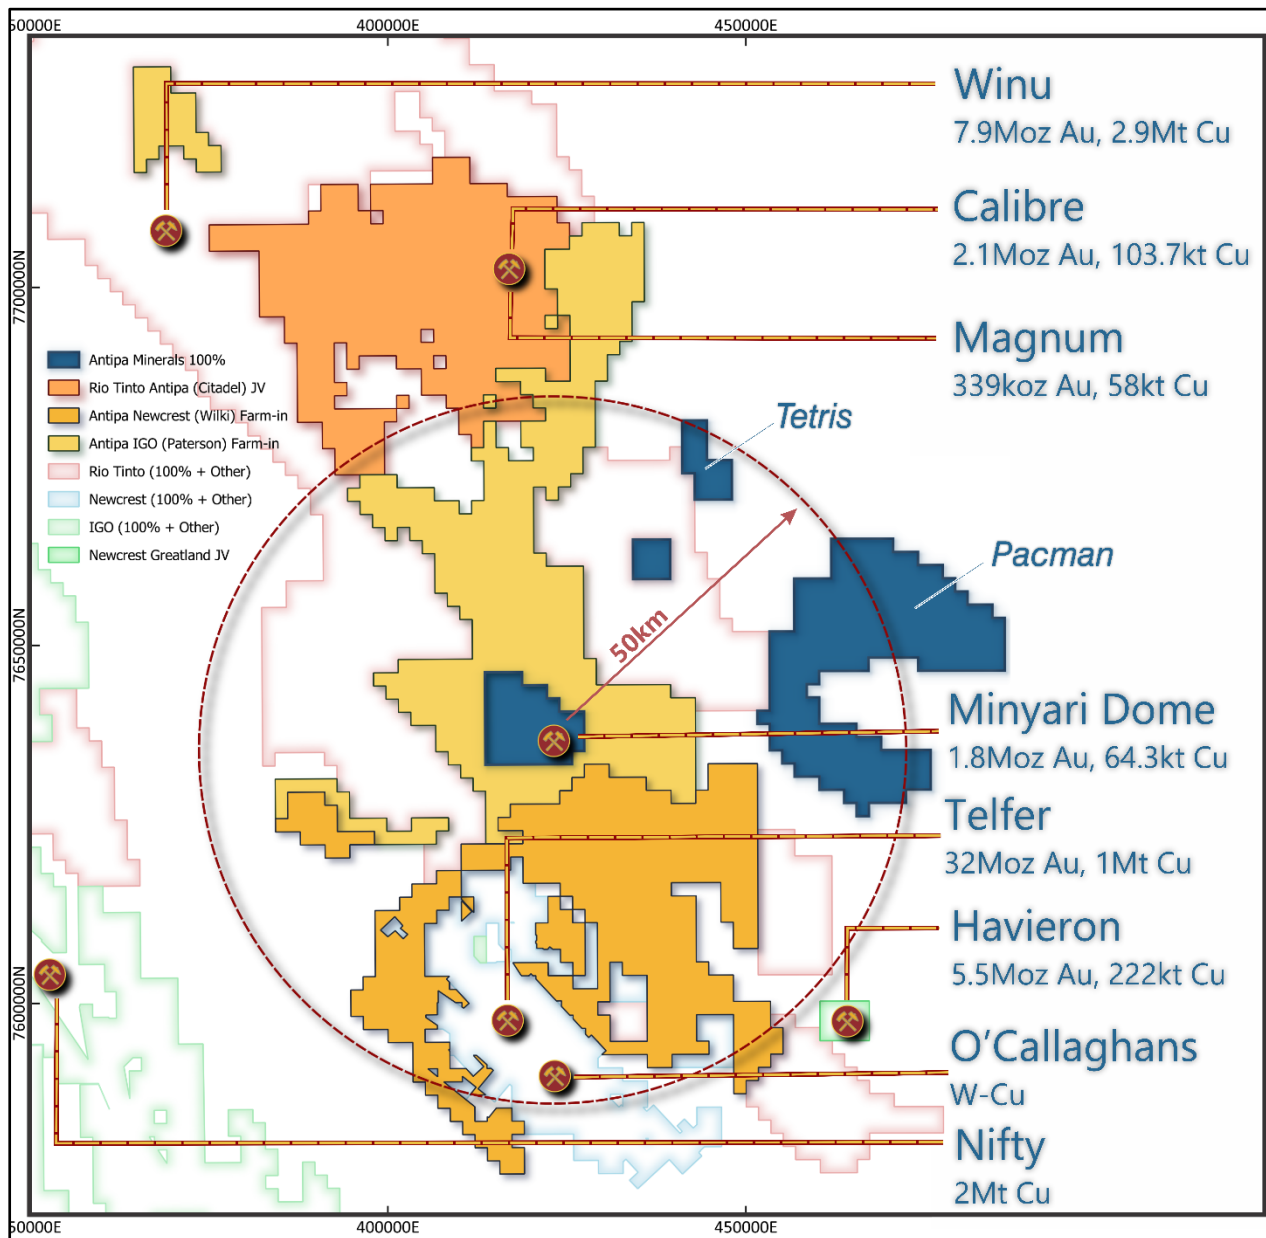 50000E 400000E 450000E
Winu
7.9Moz Au, 2.9Mt Cu
Calibre
2.1Moz Au, 103.7kt Cu
7700000N
Magnum
339koz Au, 58kt Cu
Antipa Minerals 100%
Rio Tinto Antipa (Citadel) JV
Antipa Newcrest (Wilki) Farm-in
Antipa IGO (Paterson) Farm-in
Rio Tinto (100% + Other)
Newcrest (100% + Other)
IGO (100% + Other)
Newcrest Greatland JV
Tetris
Pacman
50km
7650000N
Minyari Dome
1.8Moz Au, 64.3kt Cu
Telfer
32Moz Au, 1Mt Cu
Havieron
5.5Moz Au, 222kt Cu
7600000N
O'Callaghans
W-Cu
Nifty
2Mt Cu
50000E 400000E 450000E